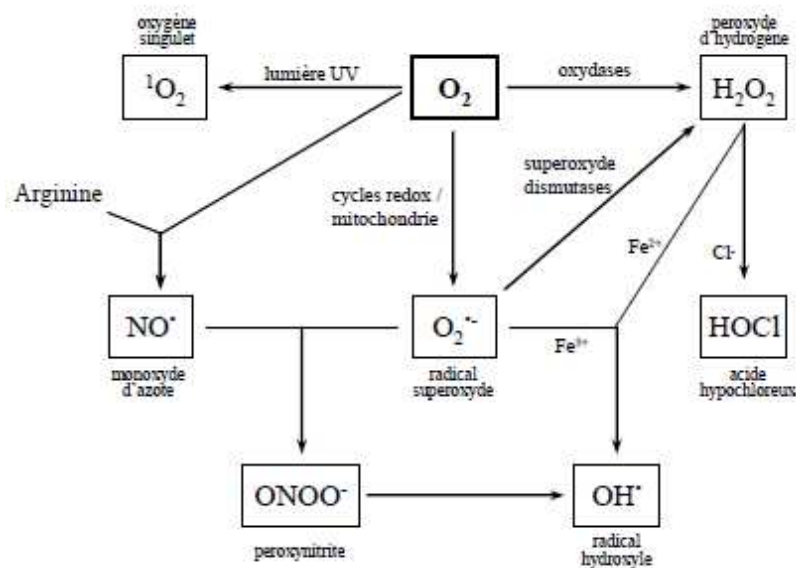 oxygène
singulet
¹O₂
lumière UV
O₂
oxydases
peroxyde
d'hydrogène
H₂O₂
Arginine
cycles redox /
mitochondrie
superoxyde
dismutases
Fe²⁺
Cl-
NO•
monoxyde
d'azote
O₂•-
radical
superoxyde
Fe³⁺
HOCl
acide
hypochloreux
ONOO-
peroxynitrite
OH•
radical
hydroxyle